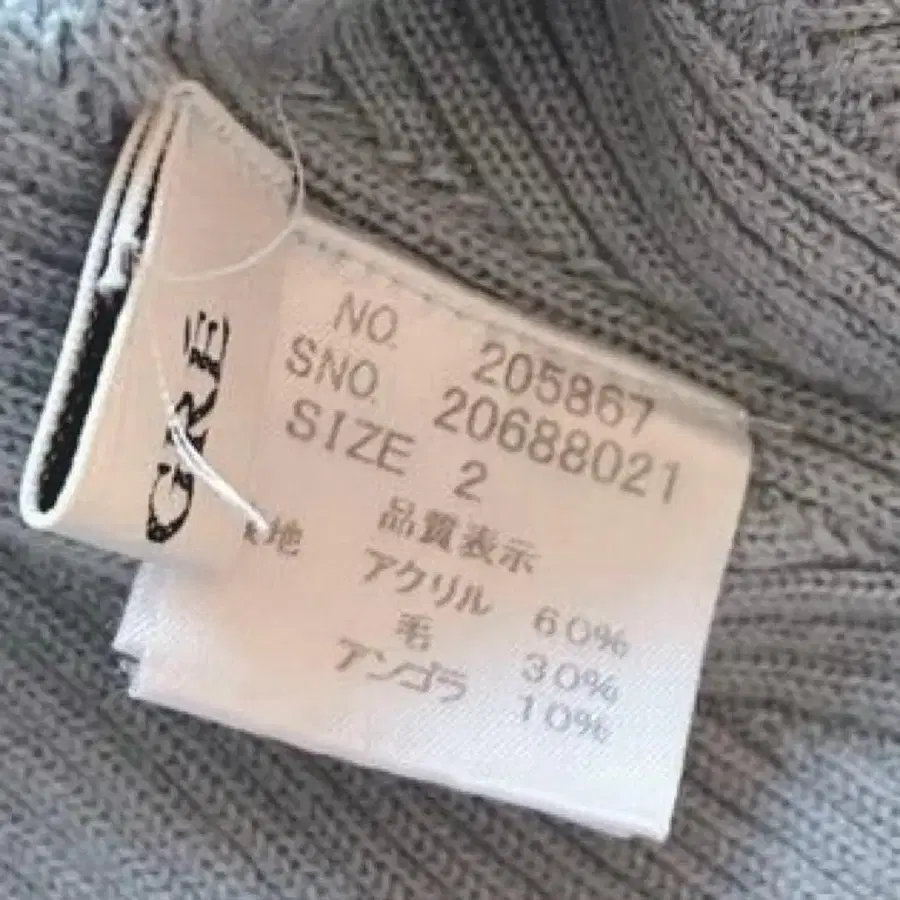 GRE
NO. 205867
SNO. 20688021
SIZE 2
品質表示
地 アクリル 60%
毛 30%
アンゴラ 10%